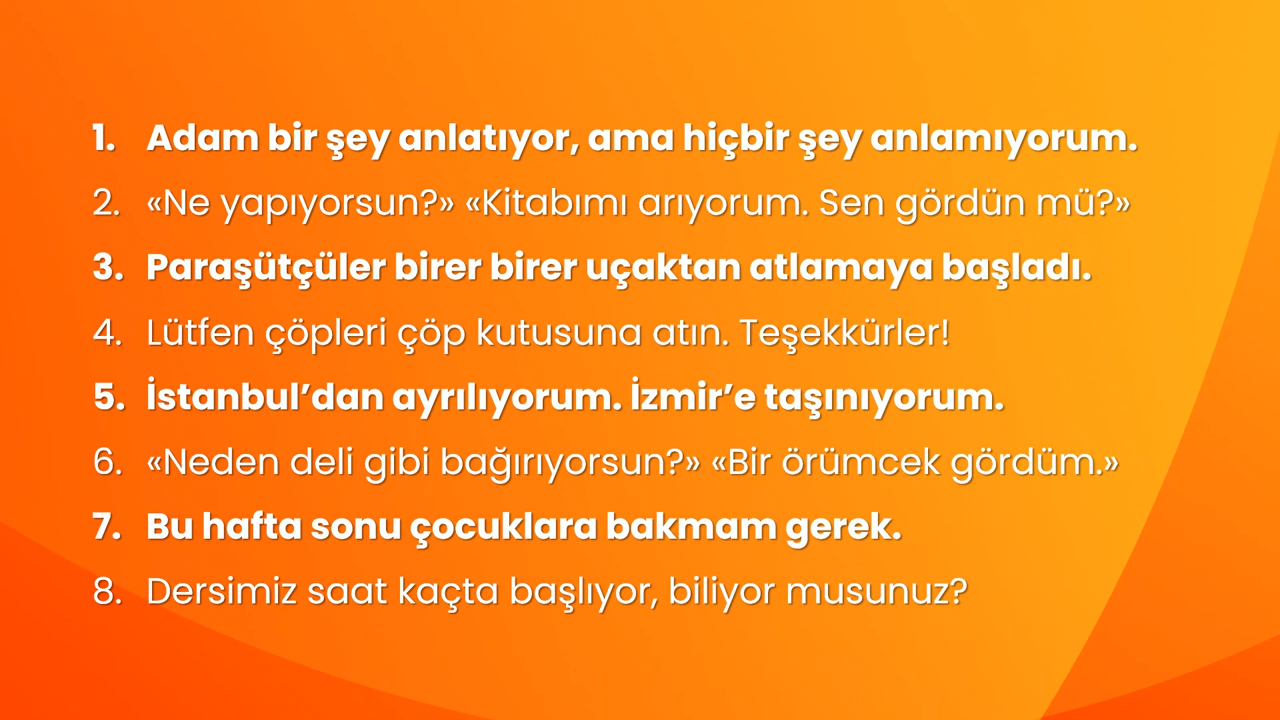 1. Adam bir şey anlatıyor, ama hiçbir şey anlamıyorum.
2. «Ne yapıyorsun?» «Kitabımı arıyorum. Sen gördün mü?»
3. Paraşütçüler birer birer uçaktan atlamaya başladı.
4. Lütfen çöpleri çöp kutusuna atın. Teşekkürler!
5. İstanbul’dan ayrılıyorum. İzmir’e taşınıyorum.
6. «Neden deli gibi bağırıyorsun?» «Bir örümcek gördüm.»
7. Bu hafta sonu çocuklara bakmam gerek.
8. Dersimiz saat kaçta başlıyor, biliyor musunuz?